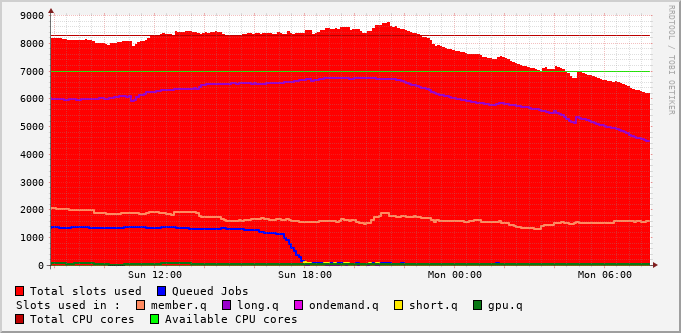 9000
8000
7000
6000
5000
4000
3000
2000
1000
0
Sun 12:00 Sun 18:00 Mon 00:00 Mon 06:00
RRDTOOL / TOBI OETIKER
Total slots used Queued Jobs
Slots used in : member.q long.q ondemand.q short.q gpu.q
Total CPU cores Available CPU cores